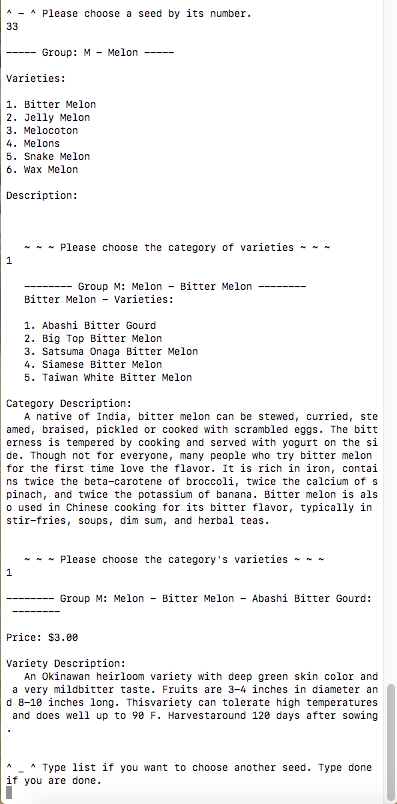 ^ - ^ Please choose a seed by its number.
33
----- Group: M - Melon -----
Varieties:
1. Bitter Melon
2. Jelly Melon
3. Melocoton
4. Melons
5. Snake Melon
6. Wax Melon
Description:
~ ~ ~ Please choose the category of varieties ~ ~ ~
1
-------- Group M: Melon - Bitter Melon --------
Bitter Melon - Varieties:
1. Abashi Bitter Gourd
2. Big Top Bitter Melon
3. Satsuma Onaga Bitter Melon
4. Siamese Bitter Melon
5. Taiwan White Bitter Melon
Category Description:
A native of India, bitter melon can be stewed, curried, ste
amed, braised, pickled or cooked with scrambled eggs. The bitt
erness is tempered by cooking and served with yogurt on the si
de. Though not for everyone, many people who try bitter melon
for the first time love the flavor. It is rich in iron, contai
ns twice the beta-carotene of broccoli, twice the calcium of s
pinach, and twice the potassium of banana. Bitter melon is als
o used in Chinese cooking for its bitter flavor, typically in
stir-fries, soups, dim sum, and herbal teas.
~ ~ ~ Please choose the category's varieties ~ ~ ~
1
-------- Group M: Melon - Bitter Melon - Abashi Bitter Gourd:
--------
Price: $3.00
Variety Description:
An Okinawan heirloom variety with deep green skin color and
a very mildbitter taste. Fruits are 3-4 inches in diameter an
d 8-10 inches long. Thisvariety can tolerate high temperatures
and does well up to 90 F. Harvestaround 120 days after sowing
.
^ _ ^ Type list if you want to choose another seed. Type done
if you are done.